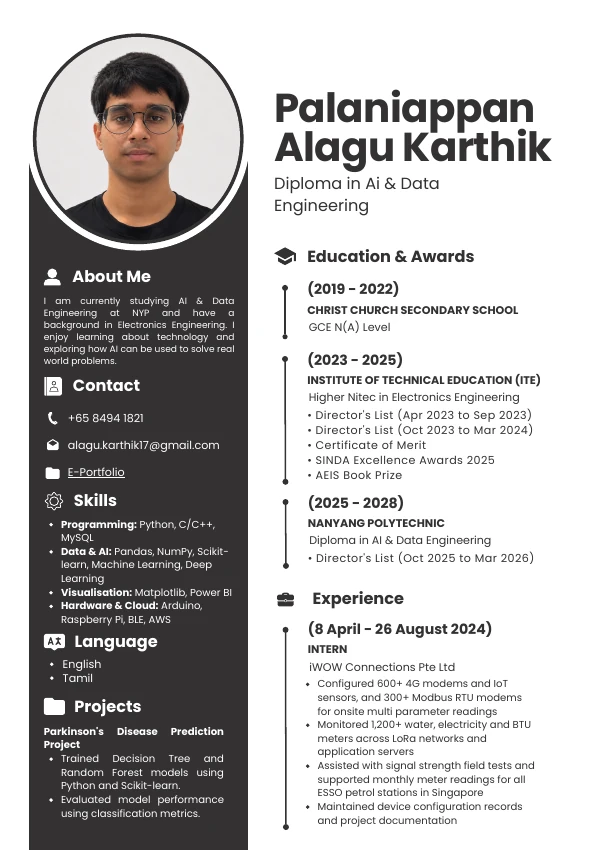 Palaniappan
Alagu Karthik
Diploma in Ai & Data
Engineering
About Me
I am currently studying AI & Data
Engineering at NYP and have a
background in Electronics Engineering. I
enjoy learning about technology and
exploring how AI can be used to solve real
world problems.
Contact
+65 8494 1821
alagu.karthik17@gmail.com
E-Portfolio
Skills
• Programming: Python, C/C++,
MySQL
• Data & AI: Pandas, NumPy, Scikit-
learn, Machine Learning, Deep
Learning
• Visualisation: Matplotlib, Power BI
• Hardware & Cloud: Arduino,
Raspberry Pi, BLE, AWS
Language
• English
• Tamil
Projects
Parkinson's Disease Prediction
Project
• Trained Decision Tree and
Random Forest models using
Python and Scikit-learn.
• Evaluated model performance
using classification metrics.
Education & Awards
(2019 - 2022)
CHRIST CHURCH SECONDARY SCHOOL
GCE N(A) Level
(2023 - 2025)
INSTITUTE OF TECHNICAL EDUCATION (ITE)
Higher Nitec in Electronics Engineering
• Director's List (Apr 2023 to Sep 2023)
• Director's List (Oct 2023 to Mar 2024)
• Certificate of Merit
• SINDA Excellence Awards 2025
• AEIS Book Prize
(2025 - 2028)
NANYANG POLYTECHNIC
Diploma in AI & Data Engineering
• Director's List (Oct 2025 to Mar 2026)
Experience
(8 April - 26 August 2024)
INTERN
iWOW Connections Pte Ltd
• Configured 600+ 4G modems and IoT
sensors, and 300+ Modbus RTU modems
for onsite multi parameter readings
• Monitored 1,200+ water, electricity and BTU
meters across LoRa networks and
application servers
• Assisted with signal strength field tests and
supported monthly meter readings for all
ESSO petrol stations in Singapore
• Maintained device configuration records
and project documentation